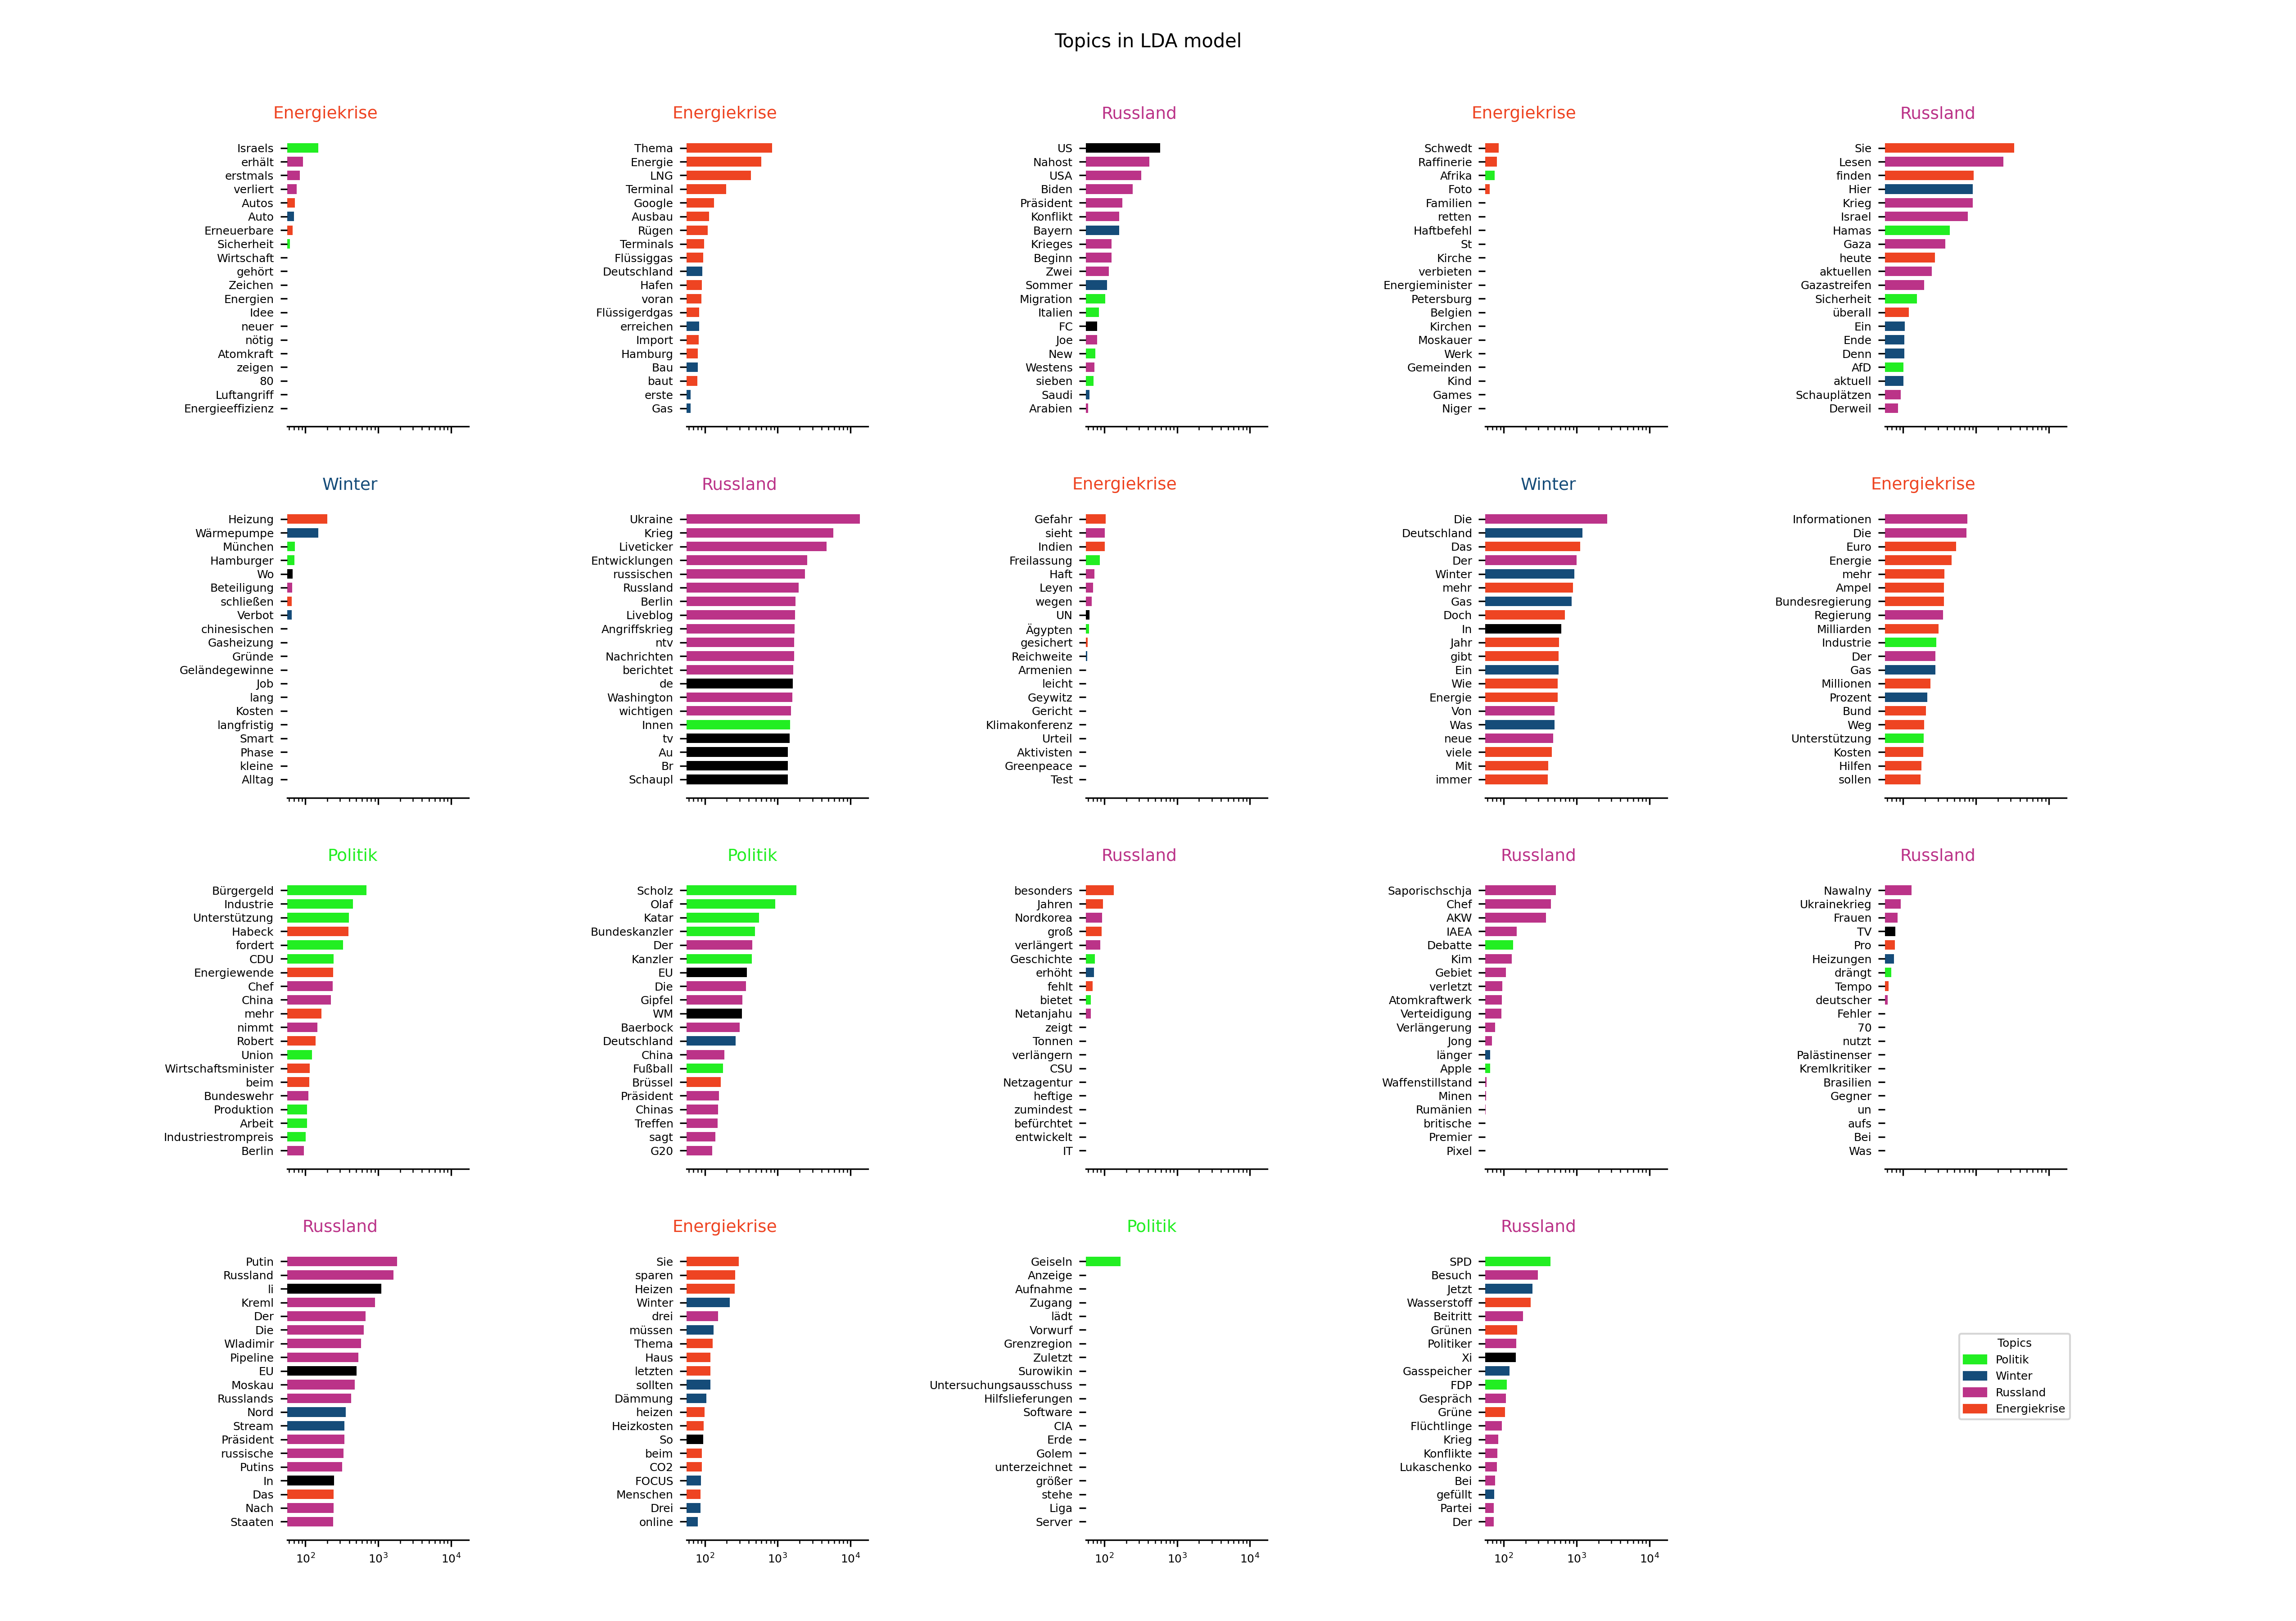 Topics in LDA model
Energiekrise
Israels
erhält
erstmals
verliert
Autos
Auto
Erneuerbare
Sicherheit
Wirtschaft
gehört
Zeichen
Energien
Idee
neuer
nötig
Atomkraft
zeigen
80
Luftangriff
Energieeffizienz
Energiekrise
Thema
Energie
LNG
Terminal
Google
Ausbau
Rügen
Terminals
Flüssiggas
Deutschland
Hafen
voran
Flüssigerdgas
erreichen
Import
Hamburg
Bau
baut
erste
Gas
Russland
US
Nahost
USA
Biden
Präsident
Konflikt
Bayern
Krieges
Beginn
Zwei
Sommer
Migration
Italien
FC
Joe
New
Westens
sieben
Saudi
Arabien
Energiekrise
Schwedt
Raffinerie
Afrika
Foto
Familien
retten
Haftbefehl
St
Kirche
verbieten
Energieminister
Petersburg
Belgien
Kirchen
Moskauer
Werk
Gemeinden
Kind
Games
Niger
Russland
Sie
Lesen
finden
Hier
Krieg
Israel
Hamas
Gaza
heute
aktuellen
Gazastreifen
Sicherheit
überall
Ein
Ende
Denn
AfD
aktuell
Schauplätzen
Derweil
Winter
Heizung
Wärmepumpe
München
Hamburger
Wo
Beteiligung
schließen
Verbot
chinesischen
Gasheizung
Gründe
Geländegewinne
Job
lang
Kosten
langfristig
Smart
Phase
kleine
Alltag
Russland
Ukraine
Krieg
Liveticker
Entwicklungen
russischen
Russland
Berlin
Liveblog
Angriffskrieg
ntv
Nachrichten
berichtet
de
Washington
wichtigen
Innen
tv
Au
Br
Schaupl
Energiekrise
Gefahr
sieht
Indien
Freilassung
Haft
Leyen
wegen
UN
Ägypten
gesichert
Reichweite
Armenien
leicht
Geywitz
Gericht
Klimakonferenz
Urteil
Aktivisten
Greenpeace
Test
Winter
Die
Deutschland
Das
Der
Winter
mehr
Gas
Doch
In
Jahr
gibt
Ein
Wie
Energie
Von
Was
neue
viele
Mit
immer
Energiekrise
Informationen
Die
Euro
Energie
mehr
Ampel
Bundesregierung
Regierung
Milliarden
Industrie
Der
Gas
Millionen
Prozent
Bund
Weg
Unterstützung
Kosten
Hilfen
sollen
Politik
Bürgergeld
Industrie
Unterstützung
Habeck
fordert
CDU
Energiewende
Chef
China
mehr
nimmt
Robert
Union
Wirtschaftsminister
beim
Bundeswehr
Produktion
Arbeit
Industriestrompreis
Berlin
Politik
Scholz
Olaf
Katar
Bundeskanzler
Der
Kanzler
EU
Die
Gipfel
WM
Baerbock
Deutschland
China
Fußball
Brüssel
Präsident
Chinas
Treffen
sagt
G20
Russland
besonders
Jahren
Nordkorea
groß
verlängert
Geschichte
erhöht
fehlt
bietet
Netanjahu
zeigt
Tonnen
verlängern
CSU
Netzagentur
heftige
zumindest
befürchtet
entwickelt
IT
Russland
Saporischschja
Chef
AKW
IAEA
Debatte
Kim
Gebiet
verletzt
Atomkraftwerk
Verteidigung
Verlängerung
Jong
länger
Apple
Waffenstillstand
Minen
Rumänien
britische
Premier
Pixel
Russland
Nawalny
Ukrainekrieg
Frauen
TV
Pro
Heizungen
drängt
Tempo
deutscher
Fehler
70
nutzt
Palästinenser
Kremlkritiker
Brasilien
Gegner
un
aufs
Bei
Was
Russland
Putin
Russland
li
Kreml
Der
Die
Wladimir
Pipeline
EU
Moskau
Russlands
Nord
Stream
Präsident
russische
Putins
In
Das
Nach
Staaten
10² 10³ 10⁴
Energiekrise
Sie
sparen
Heizen
Winter
drei
müssen
Thema
Haus
letzten
sollten
Dämmung
heizen
Heizkosten
So
beim
CO2
FOCUS
Menschen
Drei
online
10² 10³ 10⁴
Politik
Geiseln
Anzeige
Aufnahme
Zugang
lädt
Vorwurf
Grenzregion
Zuletzt
Surowikin
Untersuchungsausschuss
Hilfslieferungen
Software
CIA
Erde
Golem
unterzeichnet
größer
stehe
Liga
Server
10² 10³ 10⁴
Russland
SPD
Besuch
Jetzt
Wasserstoff
Beitritt
Grünen
Politiker
Xi
Gasspeicher
FDP
Gespräch
Grüne
Flüchtlinge
Krieg
Konflikte
Lukaschenko
Bei
gefüllt
Partei
Der
10² 10³ 10⁴
Topics
Politik
Winter
Russland
Energiekrise